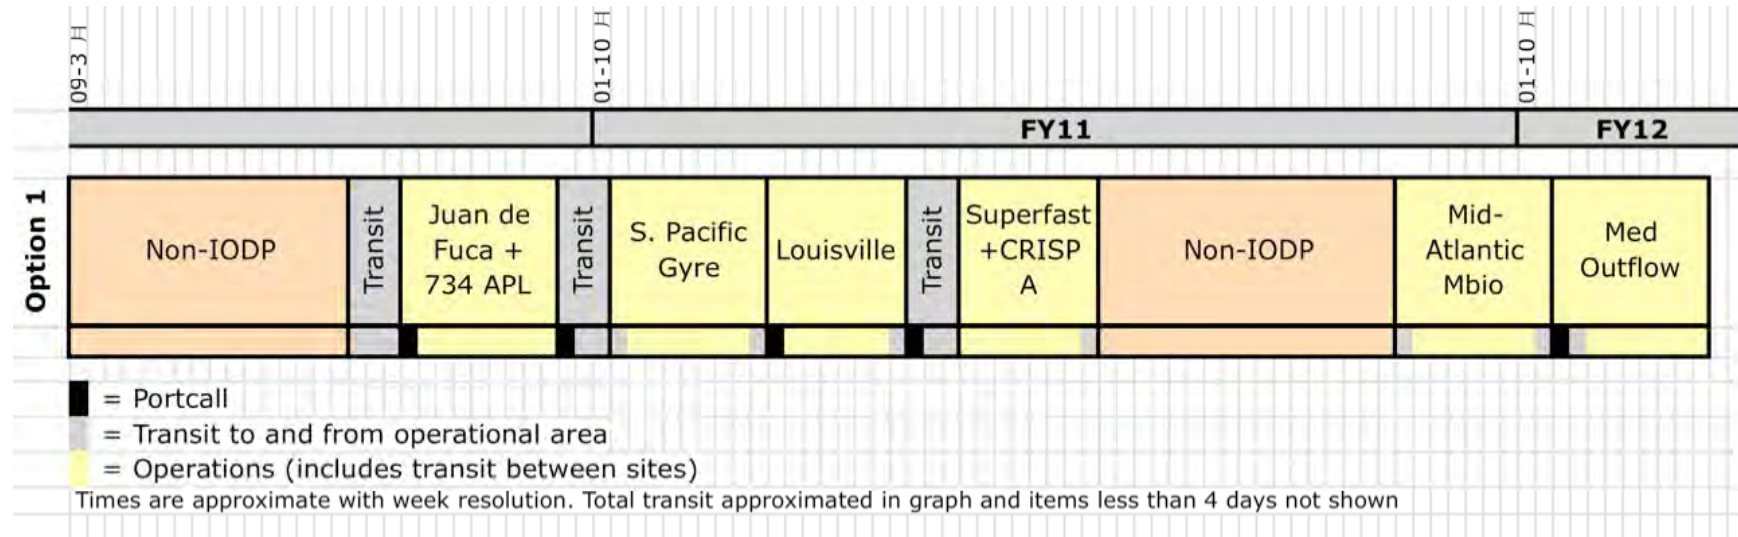 09-3 月
01-10 月
01-10 月
FY11
FY12
Option 1
Non-IODP
Transit
Juan de
Fuca +
734 APL
Transit
S. Pacific
Gyre
Louisville
Transit
Superfast
+CRISP
A
Non-IODP
Mid-
Atlantic
Mbio
Med
Outflow
= Portcall
= Transit to and from operational area
= Operations (includes transit between sites)
Times are approximate with week resolution. Total transit approximated in graph and items less than 4 days not shown